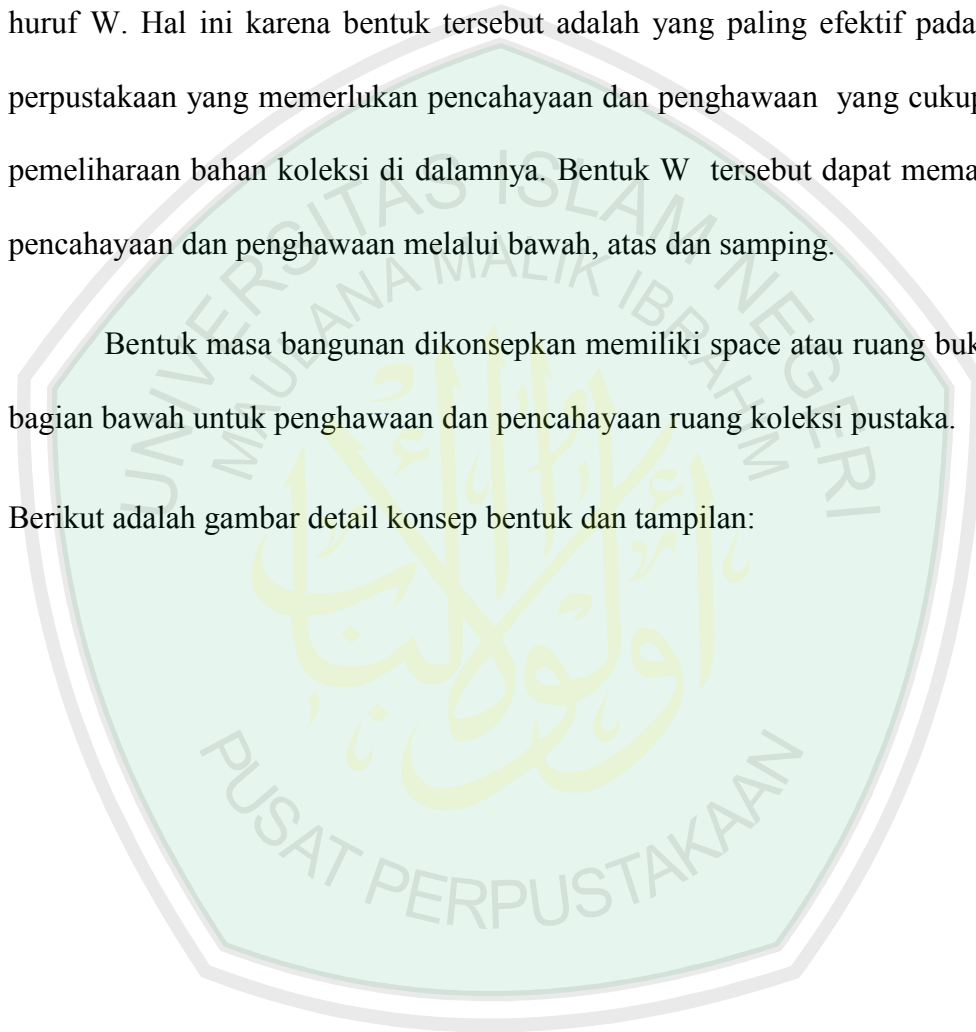 huruf W. Hal ini karena bentuk tersebut adalah yang paling efektif pada
perpustakaan yang memerlukan pencahayaan dan penghawaan yang cukup
pemeliharaan bahan koleksi di dalamnya. Bentuk W tersebut dapat mema
pencahayaan dan penghawaan melalui bawah, atas dan samping.
Bentuk masa bangunan dikonsepkan memiliki space atau ruang buk
bagian bawah untuk penghawaan dan pencahayaan ruang koleksi pustaka.
Berikut adalah gambar detail konsep bentuk dan tampilan:
UNIVERSITAS ISLAM NEGERI
MAULANA MALIK IBRAHIM
PUSAT PERPUSTAKAAN